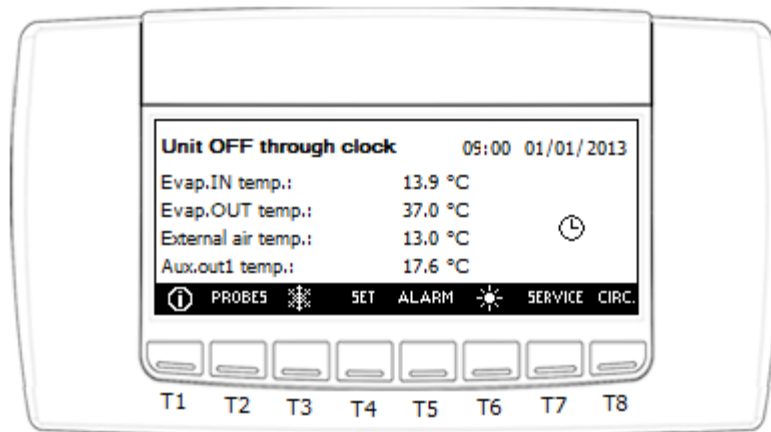 Unit OFF through clock 09:00 01/01/2013
Evap.IN temp.: 13.9 °C
Evap.OUT temp.: 37.0 °C
External air temp.: 13.0 °C
Aux.out1 temp.: 17.6 °C
i PROBES SET ALARM SERVICE CIRC.
T1 T2 T3 T4 T5 T6 T7 T8